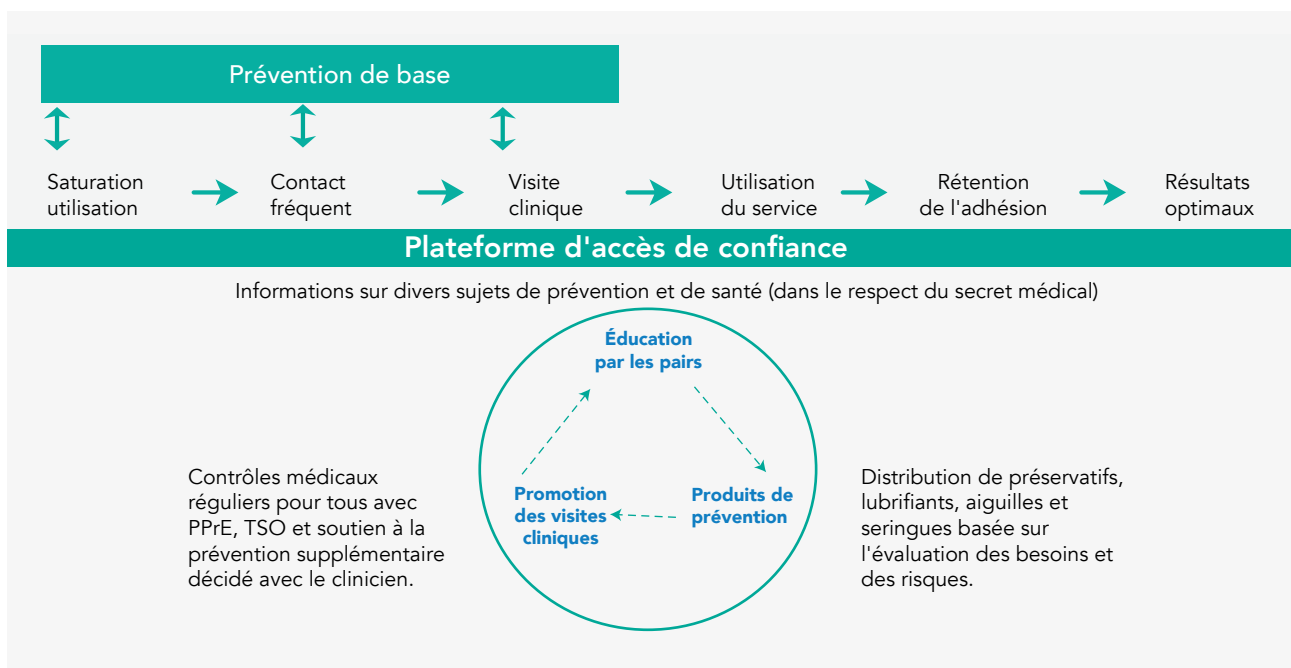 Prévention de base
Saturation
utilisation
Contact
fréquent
Visite
clinique
Utilisation
du service
Rétention
de l'adhésion
Résultats
optimaux
Plateforme d'accès de confiance
Informations sur divers sujets de prévention et de santé (dans le respect du secret médical)
Éducation
par les pairs
Contrôles médicaux
réguliers pour tous avec
PPrE, TSO et soutien à la
prévention supplémentaire
décidé avec le clinicien.
Promotion
des visites
cliniques
Produits de
prévention
Distribution de préservatifs,
lubrifiants, aiguilles et
seringues basée sur
l'évaluation des besoins et
des risques.